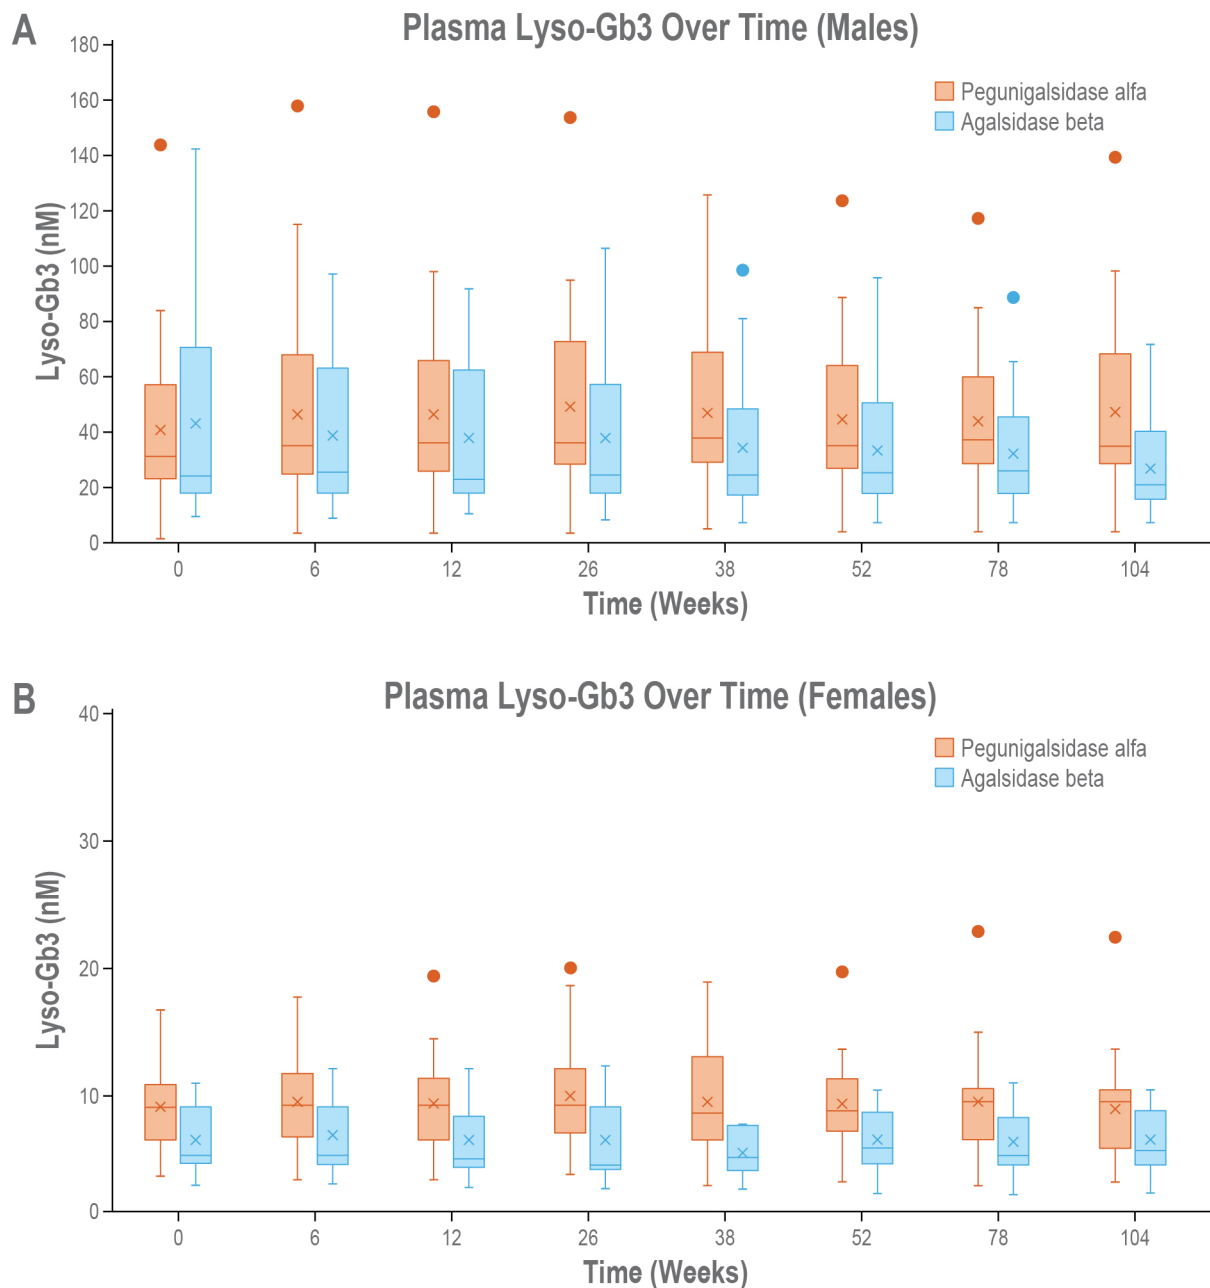 A
Plasma Lyso-Gb3 Over Time (Males)
180
160
140
120
100
80
60
40
20
0
Lyso-Gb3 (nM)
Pegunigalsidase alfa
Agalsidase beta
0 6 12 26 38 52 78 104
Time (Weeks)
B
Plasma Lyso-Gb3 Over Time (Females)
40
30
20
10
0
Lyso-Gb3 (nM)
Pegunigalsidase alfa
Agalsidase beta
0 6 12 26 38 52 78 104
Time (Weeks)